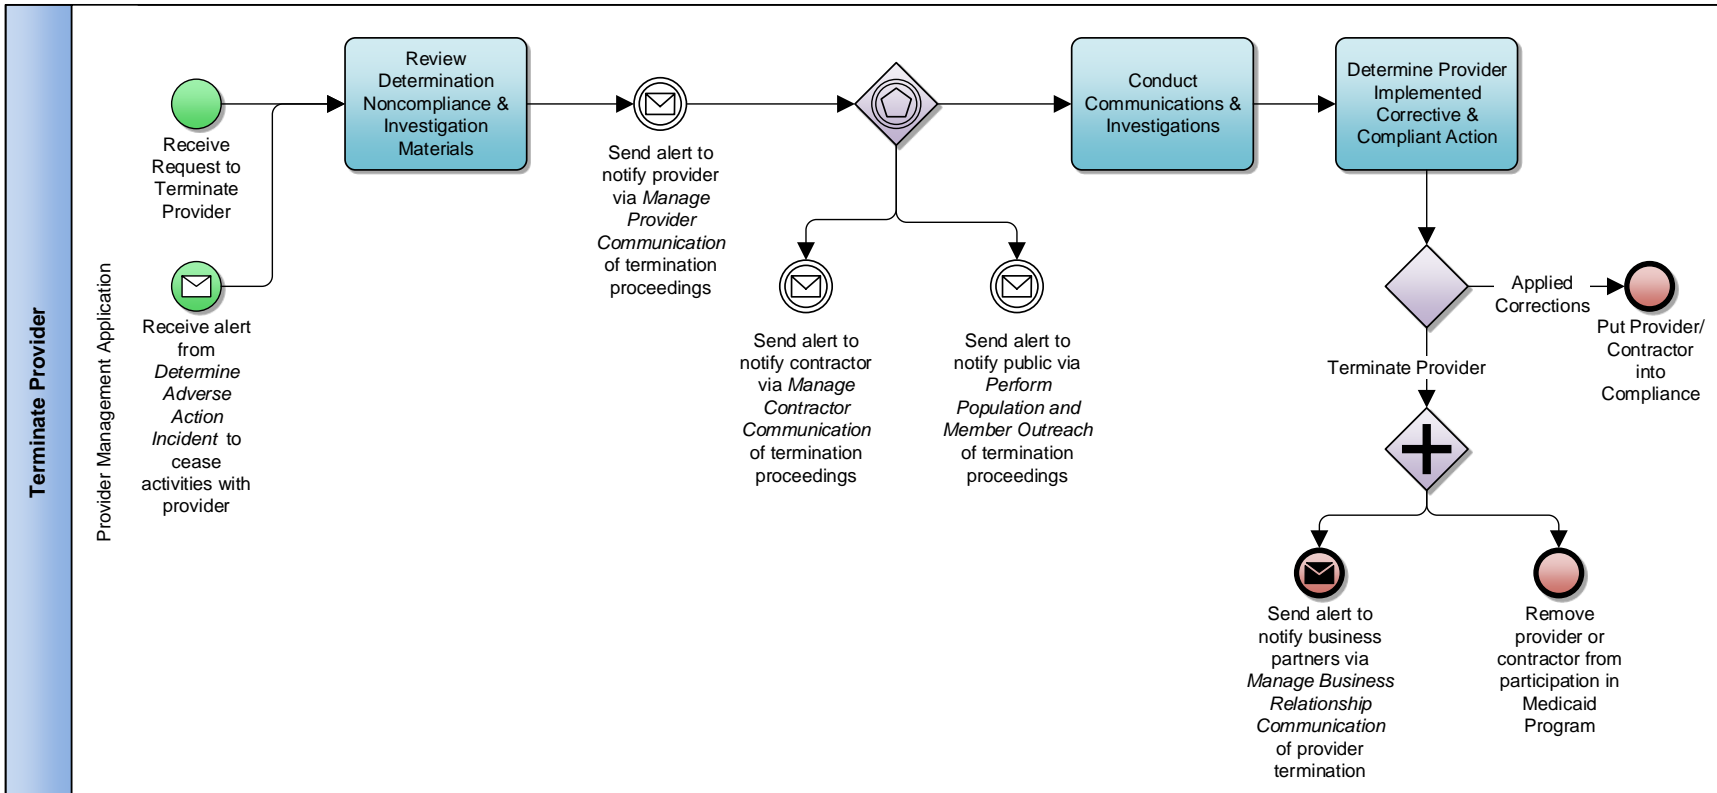 Terminate Provider
Provider Management Application
Receive
Request to
Terminate
Provider
Receive alert
from
Determine
Adverse
Action
Incident to
cease
activities with
provider
Review
Determination
Noncompliance &
Investigation
Materials
Send alert to
notify provider
via Manage
Provider
Communication
of termination
proceedings
Send alert to
notify contractor
via Manage
Contractor
Communication
of termination
proceedings
Send alert to
notify public via
Perform
Population and
Member Outreach
of termination
proceedings
Conduct
Communications &
Investigations
Determine Provider
Implemented
Corrective &
Compliant Action
Applied
Corrections
Put Provider/
Contractor
into
Compliance
Terminate Provider
Send alert to
notify business
partners via
Manage Business
Relationship
Communication
of provider
termination
Remove
provider or
contractor from
participation in
Medicaid
Program